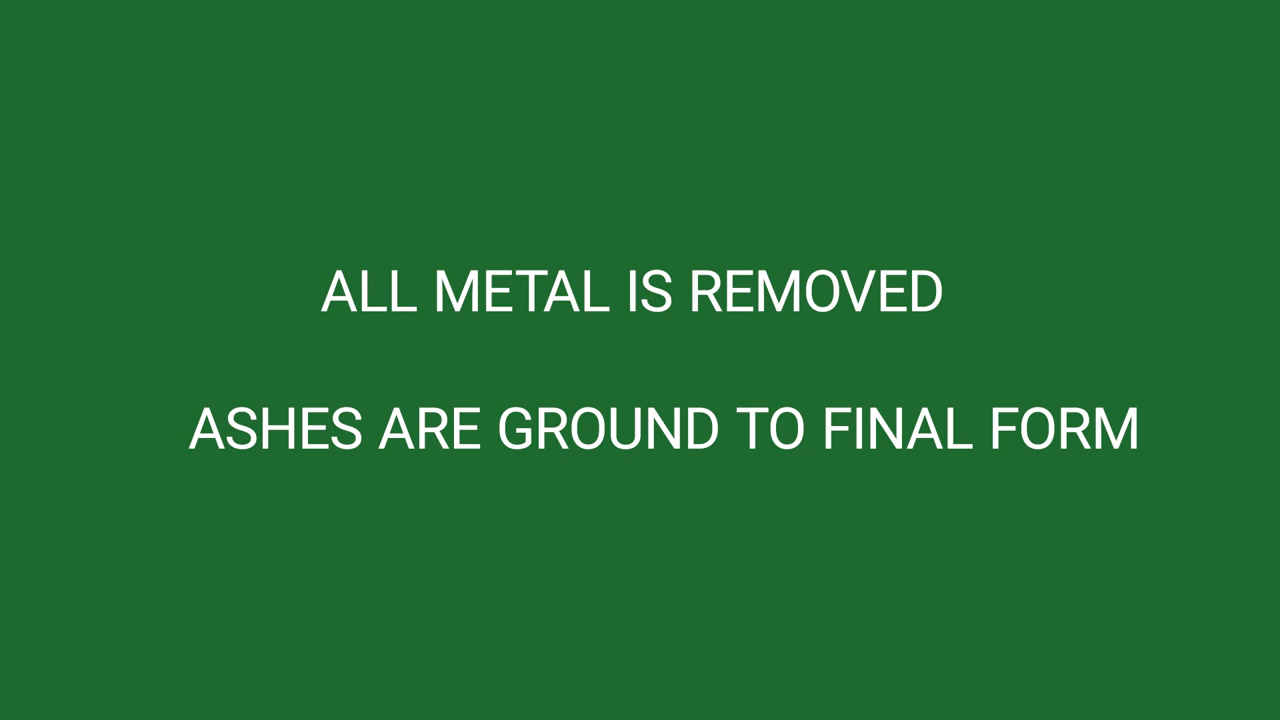 ALL METAL IS REMOVED
ASHES ARE GROUND TO FINAL FORM